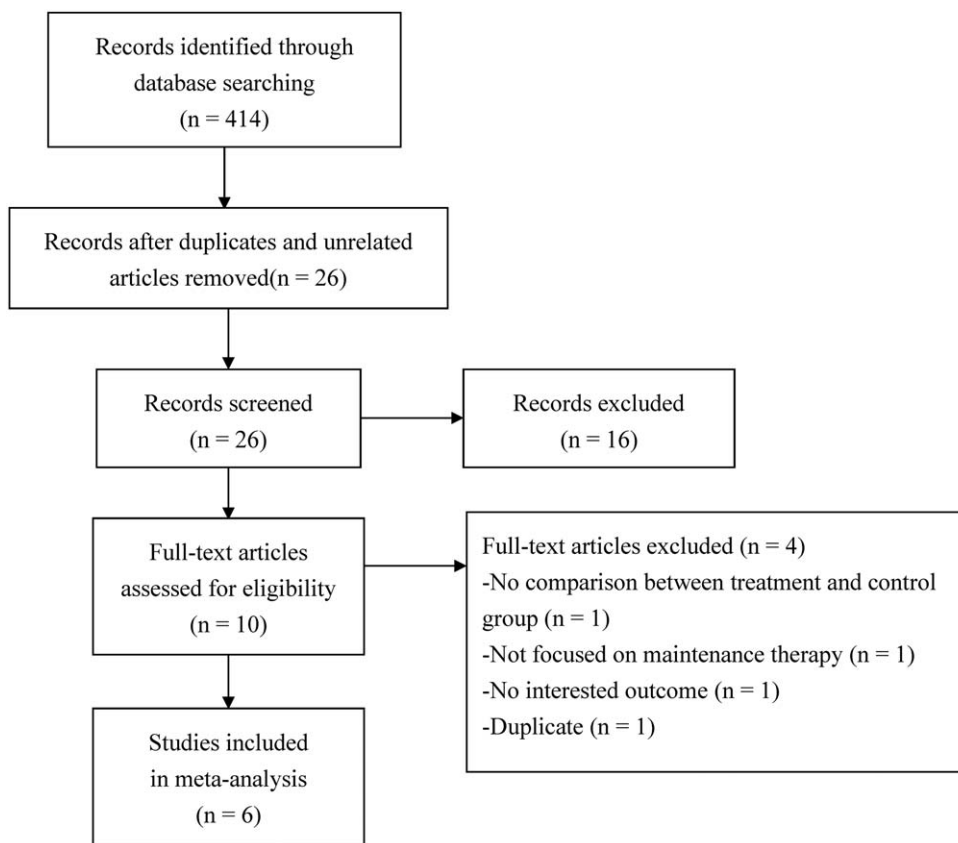 Records identified through
database searching
(n = 414)
Records after duplicates and unrelated
articles removed(n = 26)
Records screened
(n = 26)
Records excluded
(n = 16)
Full-text articles
assessed for eligibility
(n = 10)
Full-text articles excluded (n = 4)
-No comparison between treatment and control
group (n = 1)
-Not focused on maintenance therapy (n = 1)
-No interested outcome (n = 1)
-Duplicate (n = 1)
Studies included
in meta-analysis
(n = 6)